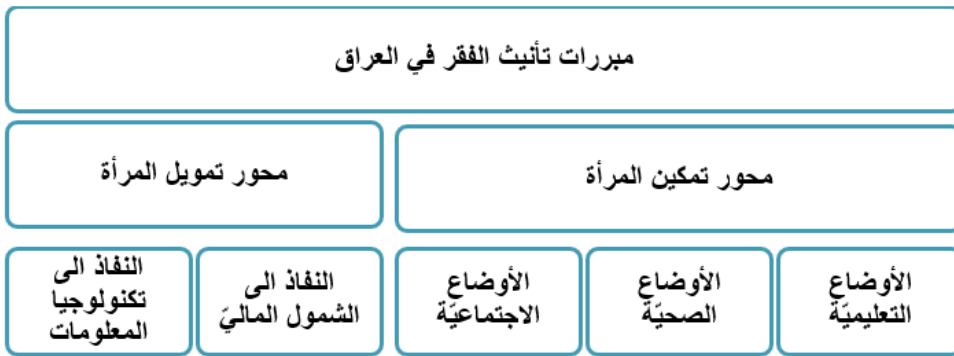 مبررات تأنيث الفقر في العراق
محور تمكين المرأة
محور تمويل المرأة
الأوضاع
التعليميّة
الأوضاع
الصحيّة
الأوضاع
الاجتماعيّة
النفاذ الى
الشمول الماليّ
النفاذ الى
تكنولوجيا
المعلومات